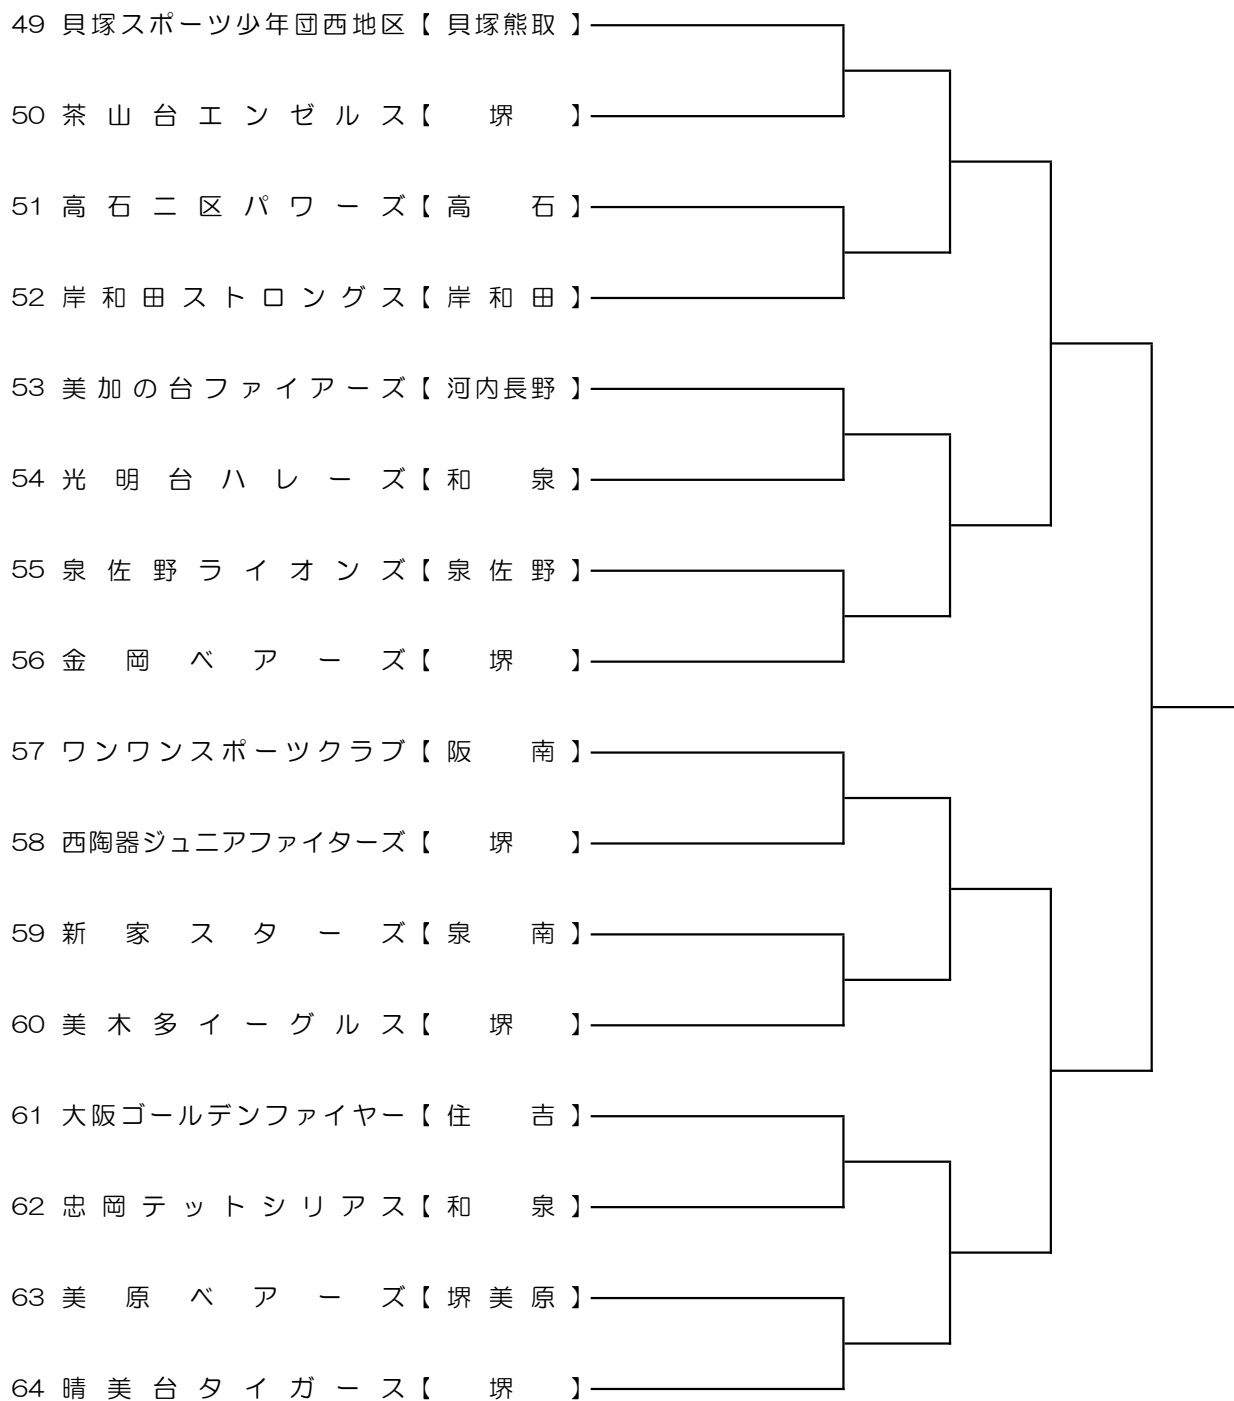 49 貝塚スポーツ少年団西地区【 貝塚熊取 】
50 茶山台エンゼルス【 堺 】
51 高石二区パワーズ【 高石 】
52 岸和田ストロングス【 岸和田 】
53 美加の台ファイアーズ【 河内長野 】
54 光明台ハレーズ【 和泉 】
55 泉佐野ライオンズ【 泉佐野 】
56 金岡ベアーズ【 堺 】
57 ワンワンスポーツクラブ【 阪南 】
58 西陶器ジュニアファイターズ【 堺 】
59 新家スターズ【 泉南 】
60 美木多イーグルス【 堺 】
61 大阪ゴールデンファイヤー【 住吉 】
62 忠岡テットシリアス【 和泉 】
63 美原ベアーズ【 堺美原 】
64 晴美台タイガース【 堺 】